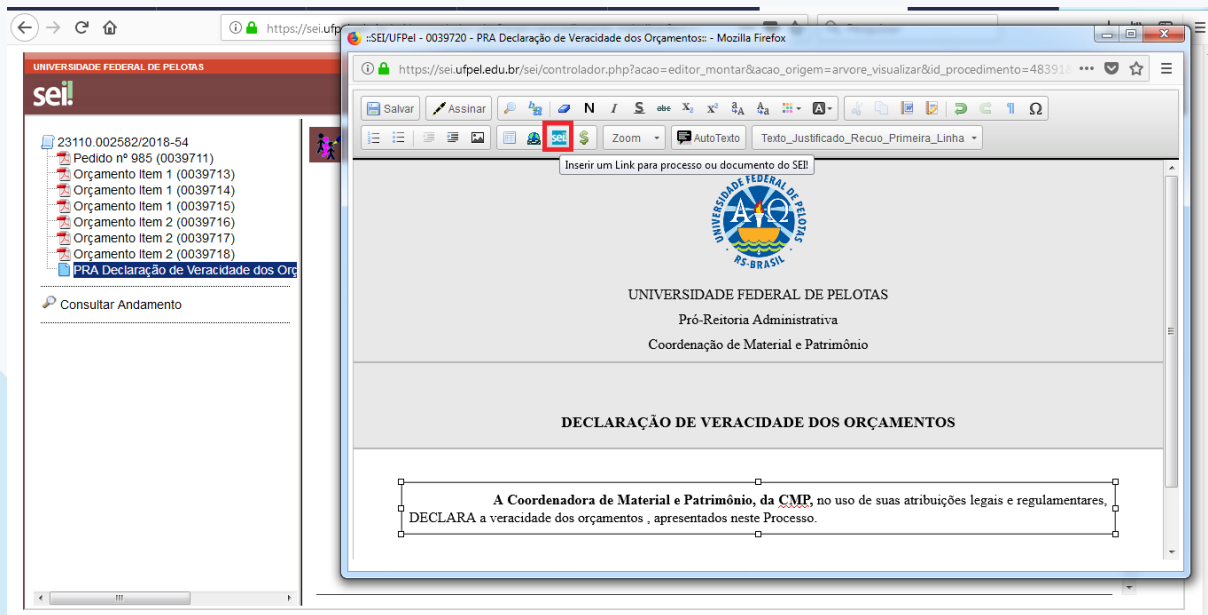 https://sei.ufp
::SEI/UFPel - 0039720 - PRA Declaração de Veracidade dos Orçamentos:: - Mozilla Firefox
https://sei.ufpel.edu.br/sei/controlador.php?acao=editor_montar&acao_origem=arvore_visualizar&id_procedimento=48391
UNIVERSIDADE FEDERAL DE PELOTAS
sei!
Salvar Assinar N I S abc X₂ X² A
sei $ Zoom AutoTexto Texto_Justificado_Recuo_Primeira_Linha
Inserir um Link para processo ou documento do SEI!
23110.002582/2018-54
Pedido nº 985 (0039711)
Orçamento Item 1 (0039713)
Orçamento Item 1 (0039714)
Orçamento Item 1 (0039715)
Orçamento Item 2 (0039716)
Orçamento Item 2 (0039717)
Orçamento Item 2 (0039718)
PRA Declaração de Veracidade dos Orç
Consultar Andamento
UNIVERSIDADE FEDERAL DE PELOTAS
RS-BRASIL
UNIVERSIDADE FEDERAL DE PELOTAS
Pró-Reitoria Administrativa
Coordenação de Material e Patrimônio
DECLARAÇÃO DE VERACIDADE DOS ORÇAMENTOS
A Coordenadora de Material e Patrimônio, da CMP, no uso de suas atribuições legais e regulamentares,
DECLARA a veracidade dos orçamentos , apresentados neste Processo.